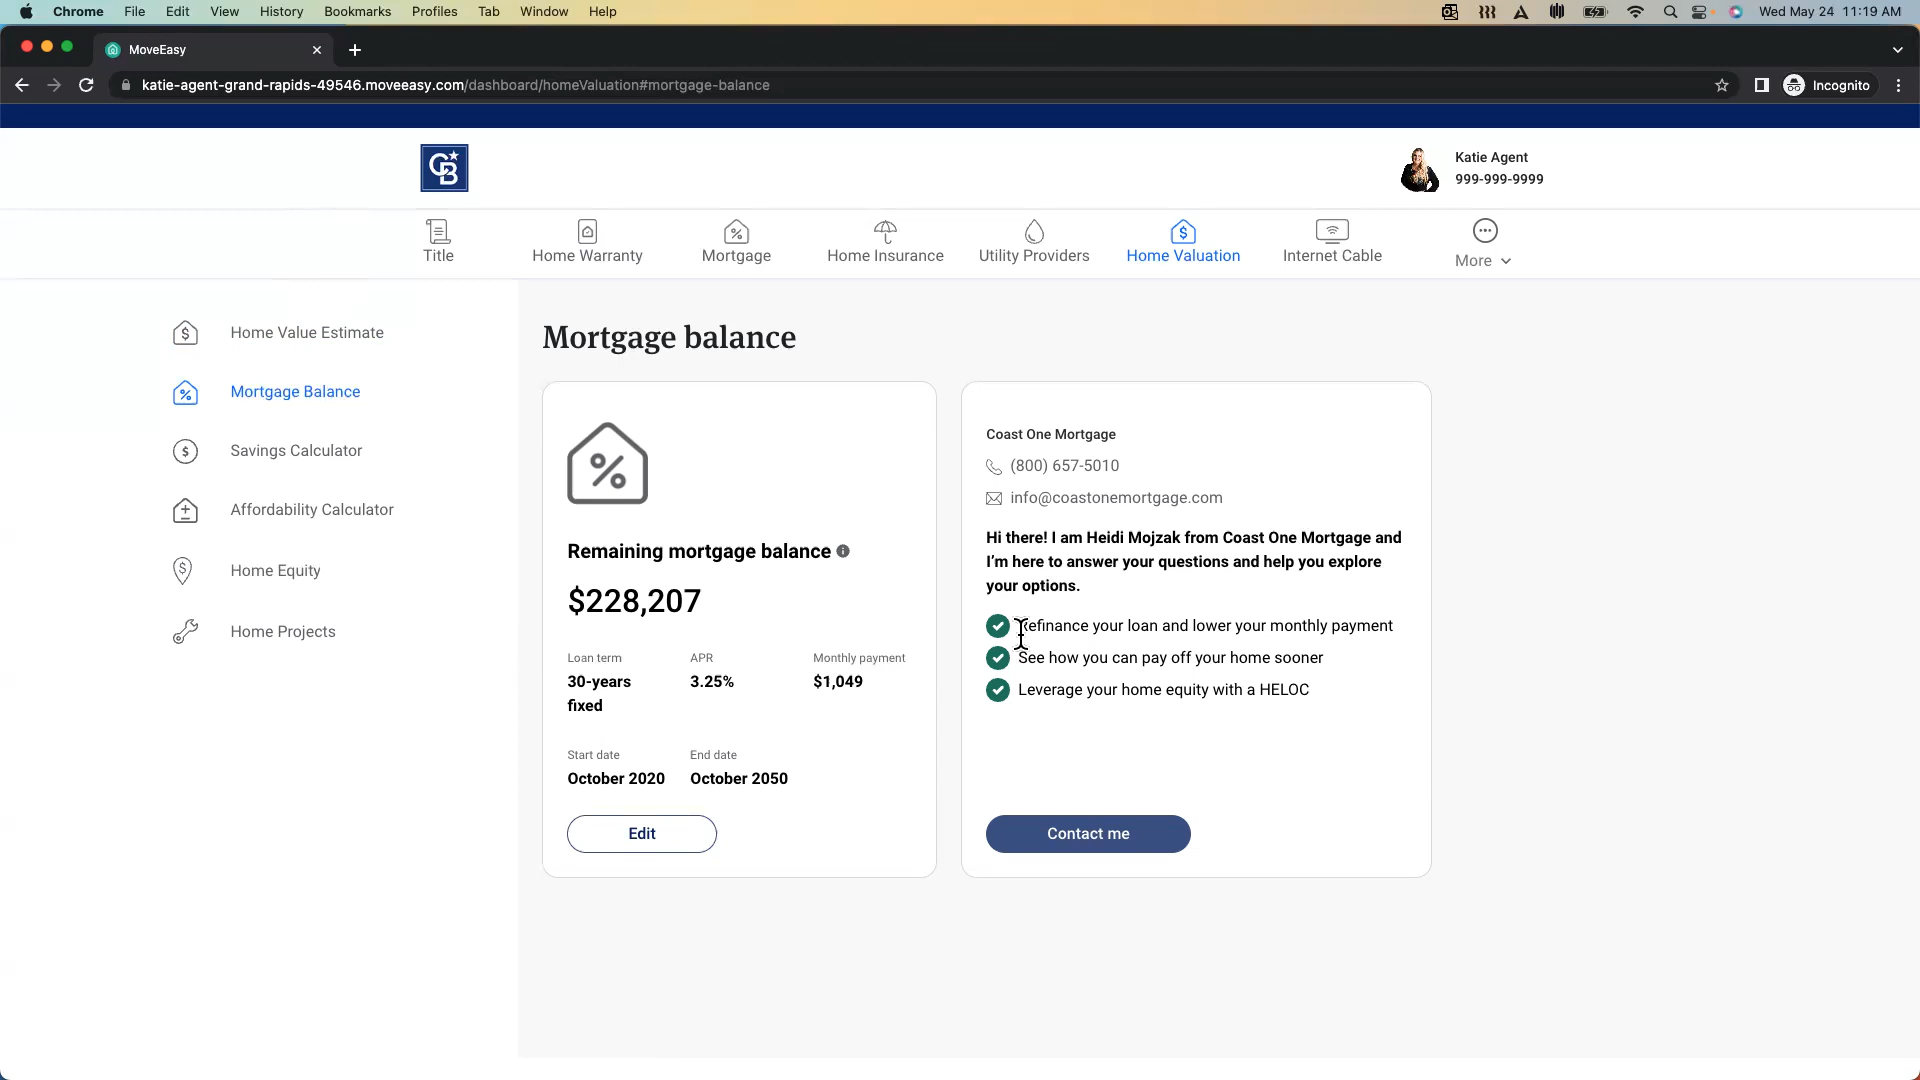 Chrome File Edit View History Bookmarks Profiles Tab Window Help Wed May 24 11:19 AM
MoveEasy
katie-agent-grand-rapids-49546.moveeasy.com/dashboard/homeValuation#mortgage-balance Incognito
CB
Katie Agent
999-999-9999
Title Home Warranty Mortgage Home Insurance Utility Providers Home Valuation Internet Cable More
Home Value Estimate
Mortgage Balance
Savings Calculator
Affordability Calculator
Home Equity
Home Projects
Mortgage balance
Remaining mortgage balance
$228,207
Loan term APR Monthly payment
30-years 3.25% $1,049
fixed
Start date End date
October 2020 October 2050
Edit
Coast One Mortgage
(800) 657-5010
info@coastonemortgage.com
Hi there! I am Heidi Mojzak from Coast One Mortgage and
I’m here to answer your questions and help you explore
your options.
Refinance your loan and lower your monthly payment
See how you can pay off your home sooner
Leverage your home equity with a HELOC
Contact me